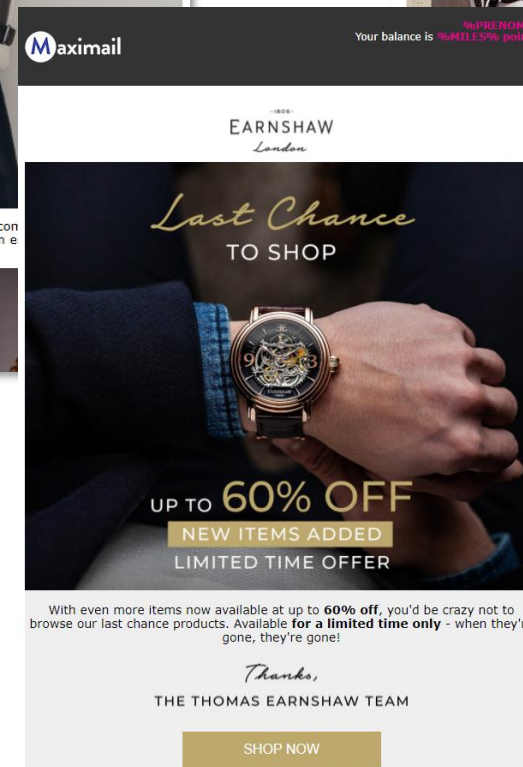 Maximail
%PRENOM
Your balance is %MILES%
-1805-
EARNSHAW
London
Last Chance
TO SHOP
9 3
EARNSHAW
UP TO 60% OFF
NEW ITEMS ADDED
LIMITED TIME OFFER
With even more items now available at up to 60% off, you'd be crazy not to
browse our last chance products. Available for a limited time only - when they'r
gone, they're gone!
Thanks,
THE THOMAS EARNSHAW TEAM
SHOP NOW